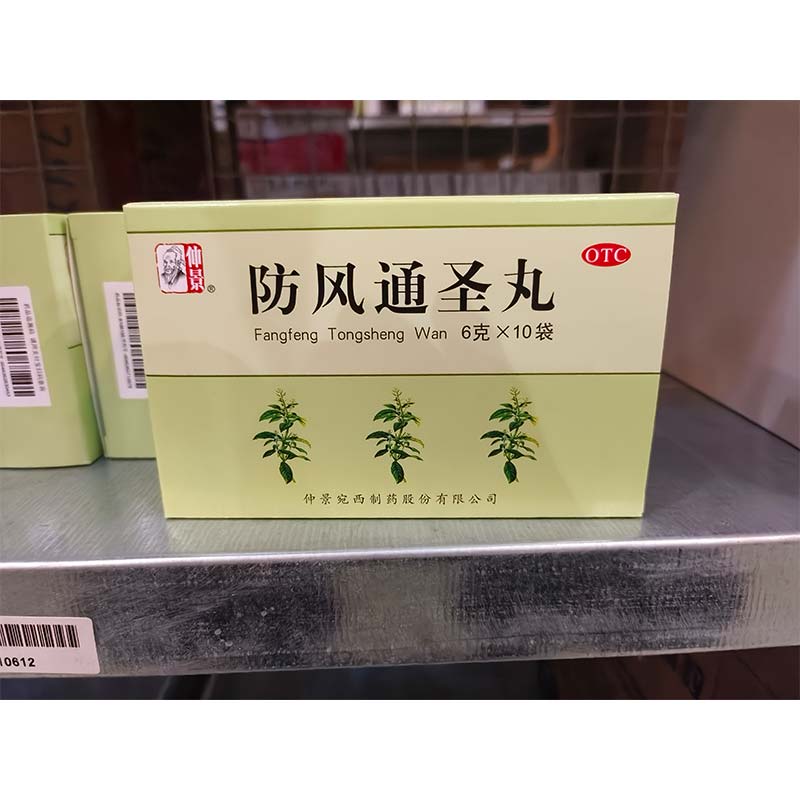 仲景®
OTC
防风通圣丸
Fangfeng Tongsheng Wan 6克×10袋
仲景宛西制药股份有限公司
10612